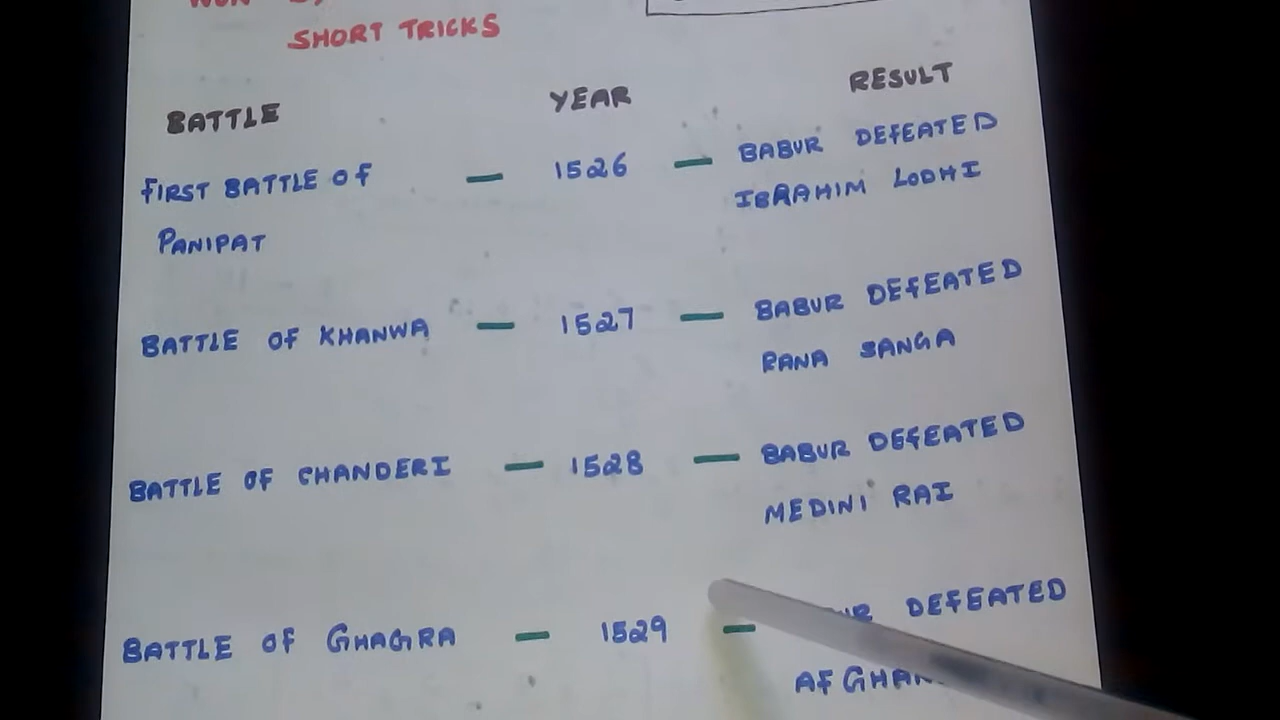 SHORT TRICKS
BATTLE YEAR RESULT
FIRST BATTLE OF — 1526 — BABUR DEFEATED
PANIPAT IBRAHIM LODHI
BATTLE OF KHANWA — 1527 — BABUR DEFEATED
RANA SANGA
BATTLE OF CHANDERI — 1528 — BABUR DEFEATED
MEDINI RAI
BATTLE OF GHAGRA — 1529 — DEFEATED